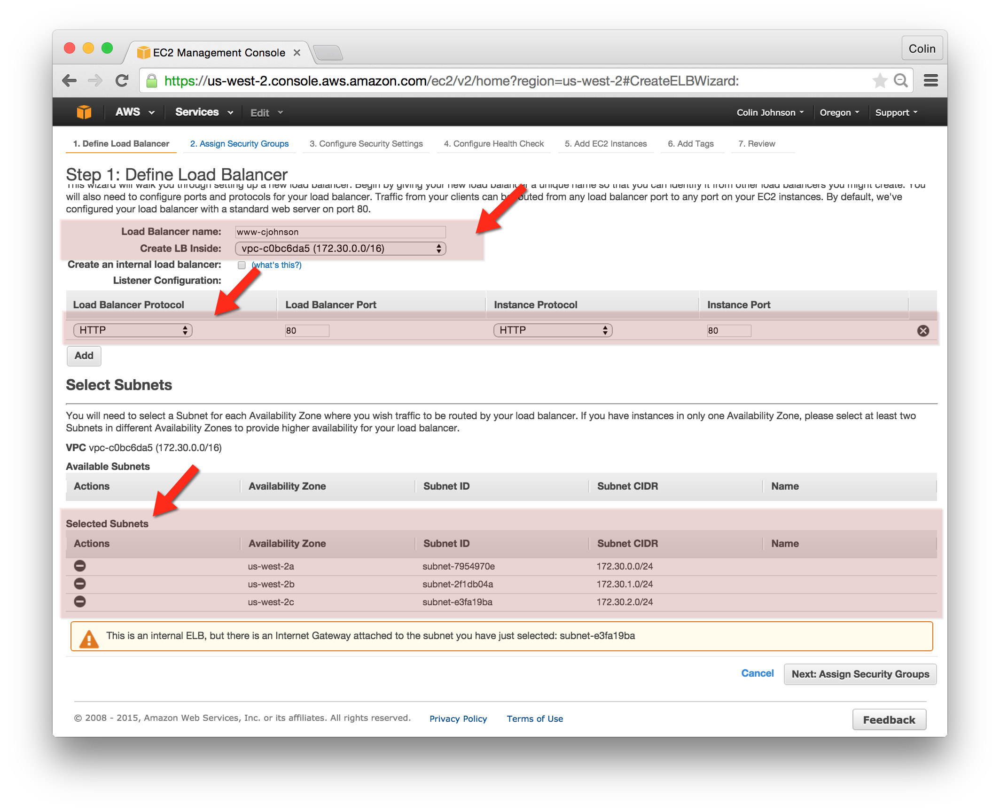 EC2 Management Console
Colin
https://us-west-2.console.aws.amazon.com/ec2/v2/home?region=us-west-2#CreateELBWizard:
AWS Services Edit Colin Johnson Oregon Support
1. Define Load Balancer 2. Assign Security Groups 3. Configure Security Settings 4. Configure Health Check 5. Add EC2 Instances 6. Add Tags 7. Review
Step 1: Define Load Balancer
This wizard will walk you through setting up a new load balancer. Begin by giving your new load balancer a unique name so that you can identify it from other load balancers you might create. You
will also need to configure ports and protocols for your load balancer. Traffic from your clients can be routed from any load balancer port to any port on your EC2 instances. By default, we've
configured your load balancer with a standard web server on port 80.
Load Balancer name: www-cjohnson
Create LB Inside: vpc-c0bc6da5 (172.30.0.0/16)
Create an internal load balancer: (what's this?)
Listener Configuration:
Load Balancer Protocol Load Balancer Port Instance Protocol Instance Port
HTTP 80 HTTP 80
Add
Select Subnets
You will need to select a Subnet for each Availability Zone where you wish traffic to be routed by your load balancer. If you have instances in only one Availability Zone, please select at least two
Subnets in different Availability Zones to provide higher availability for your load balancer.
VPC vpc-c0bc6da5 (172.30.0.0/16)
Available Subnets
Actions Availability Zone Subnet ID Subnet CIDR Name
Selected Subnets
Actions Availability Zone Subnet ID Subnet CIDR Name
us-west-2a subnet-7954970e 172.30.0.0/24
us-west-2b subnet-2f1db04a 172.30.1.0/24
us-west-2c subnet-e3fa19ba 172.30.2.0/24
This is an internal ELB, but there is an Internet Gateway attached to the subnet you have just selected: subnet-e3fa19ba
Cancel Next: Assign Security Groups
© 2008 - 2015, Amazon Web Services, Inc. or its affiliates. All rights reserved. Privacy Policy Terms of Use
Feedback